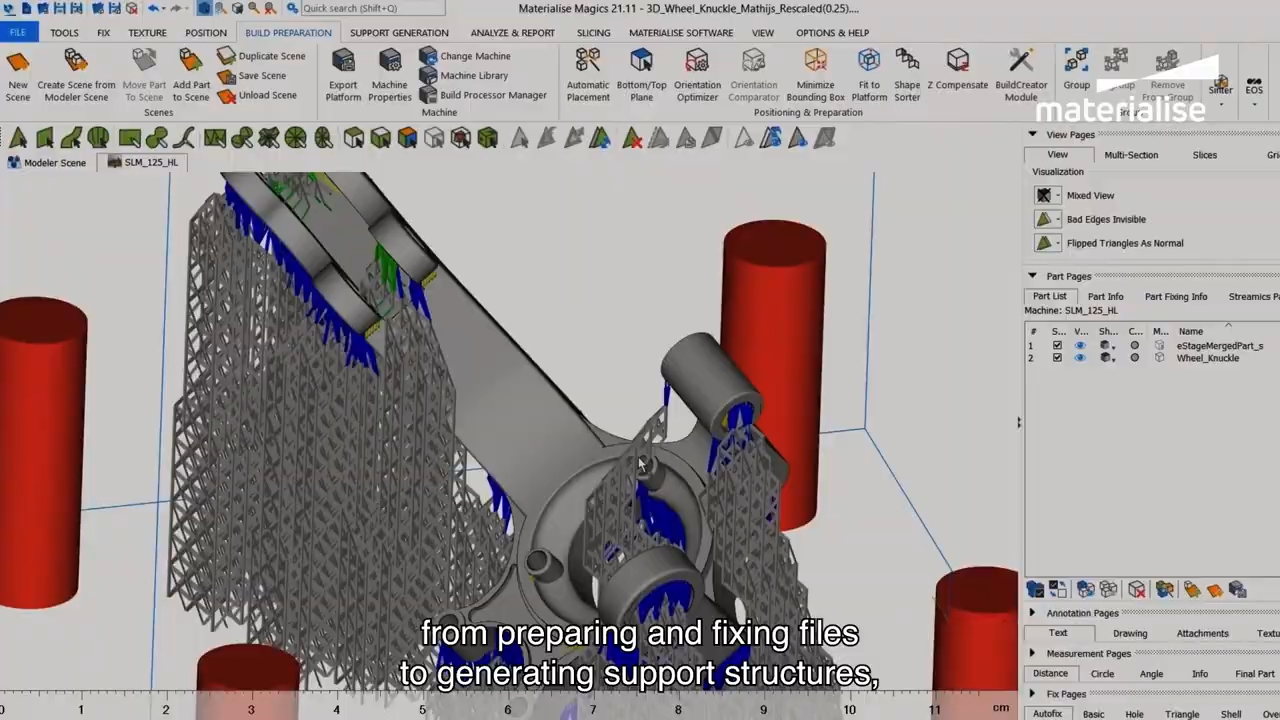 Quick search (Shift+Q)
Materialise Magics 21.11 - 3D_Wheel_Knuckle_Mathijs_Rescaled(0.25)....
FILE TOOLS FIX TEXTURE POSITION BUILD PREPARATION SUPPORT GENERATION ANALYZE & REPORT SLICING MATERIALISE SOFTWARE VIEW OPTIONS & HELP
New Scene
Create Scene from Modeler Scene
Move Part To Scene
Add Part to Scene
Duplicate Scene
Save Scene
Unload Scene
Scenes
Export Platform
Machine Properties
Change Machine
Machine Library
Build Processor Manager
Machine
Automatic Placement
Bottom/Top Plane
Orientation Optimizer
Orientation Comparator
Minimize Bounding Box
Fit to Platform
Shape Sorter
Z Compensate
BuildCreator Module
Positioning & Preparation
Group
Remove From Group
Sinter
EOS
materialise
Modeler Scene SLM_125_HL
View Pages
View Multi-Section Slices
Visualization
Mixed View
Bad Edges Invisible
Flipped Triangles As Normal
Part Pages
Part List Part Info Part Fixing Info Streamics
Machine: SLM_125_HL
# S... V... Sh... C... M... Name
1 eStageMergedPart_s
2 Wheel_Knuckle
Annotation Pages
Text Drawing Attachments
Measurement Pages
Distance Circle Angle Info Final Part
Fix Pages
Autofix Basic Hole Triangle Shell
from preparing and fixing files
to generating support structures,
0 1 2 3 4 5 6 7 8 9 10 11 cm